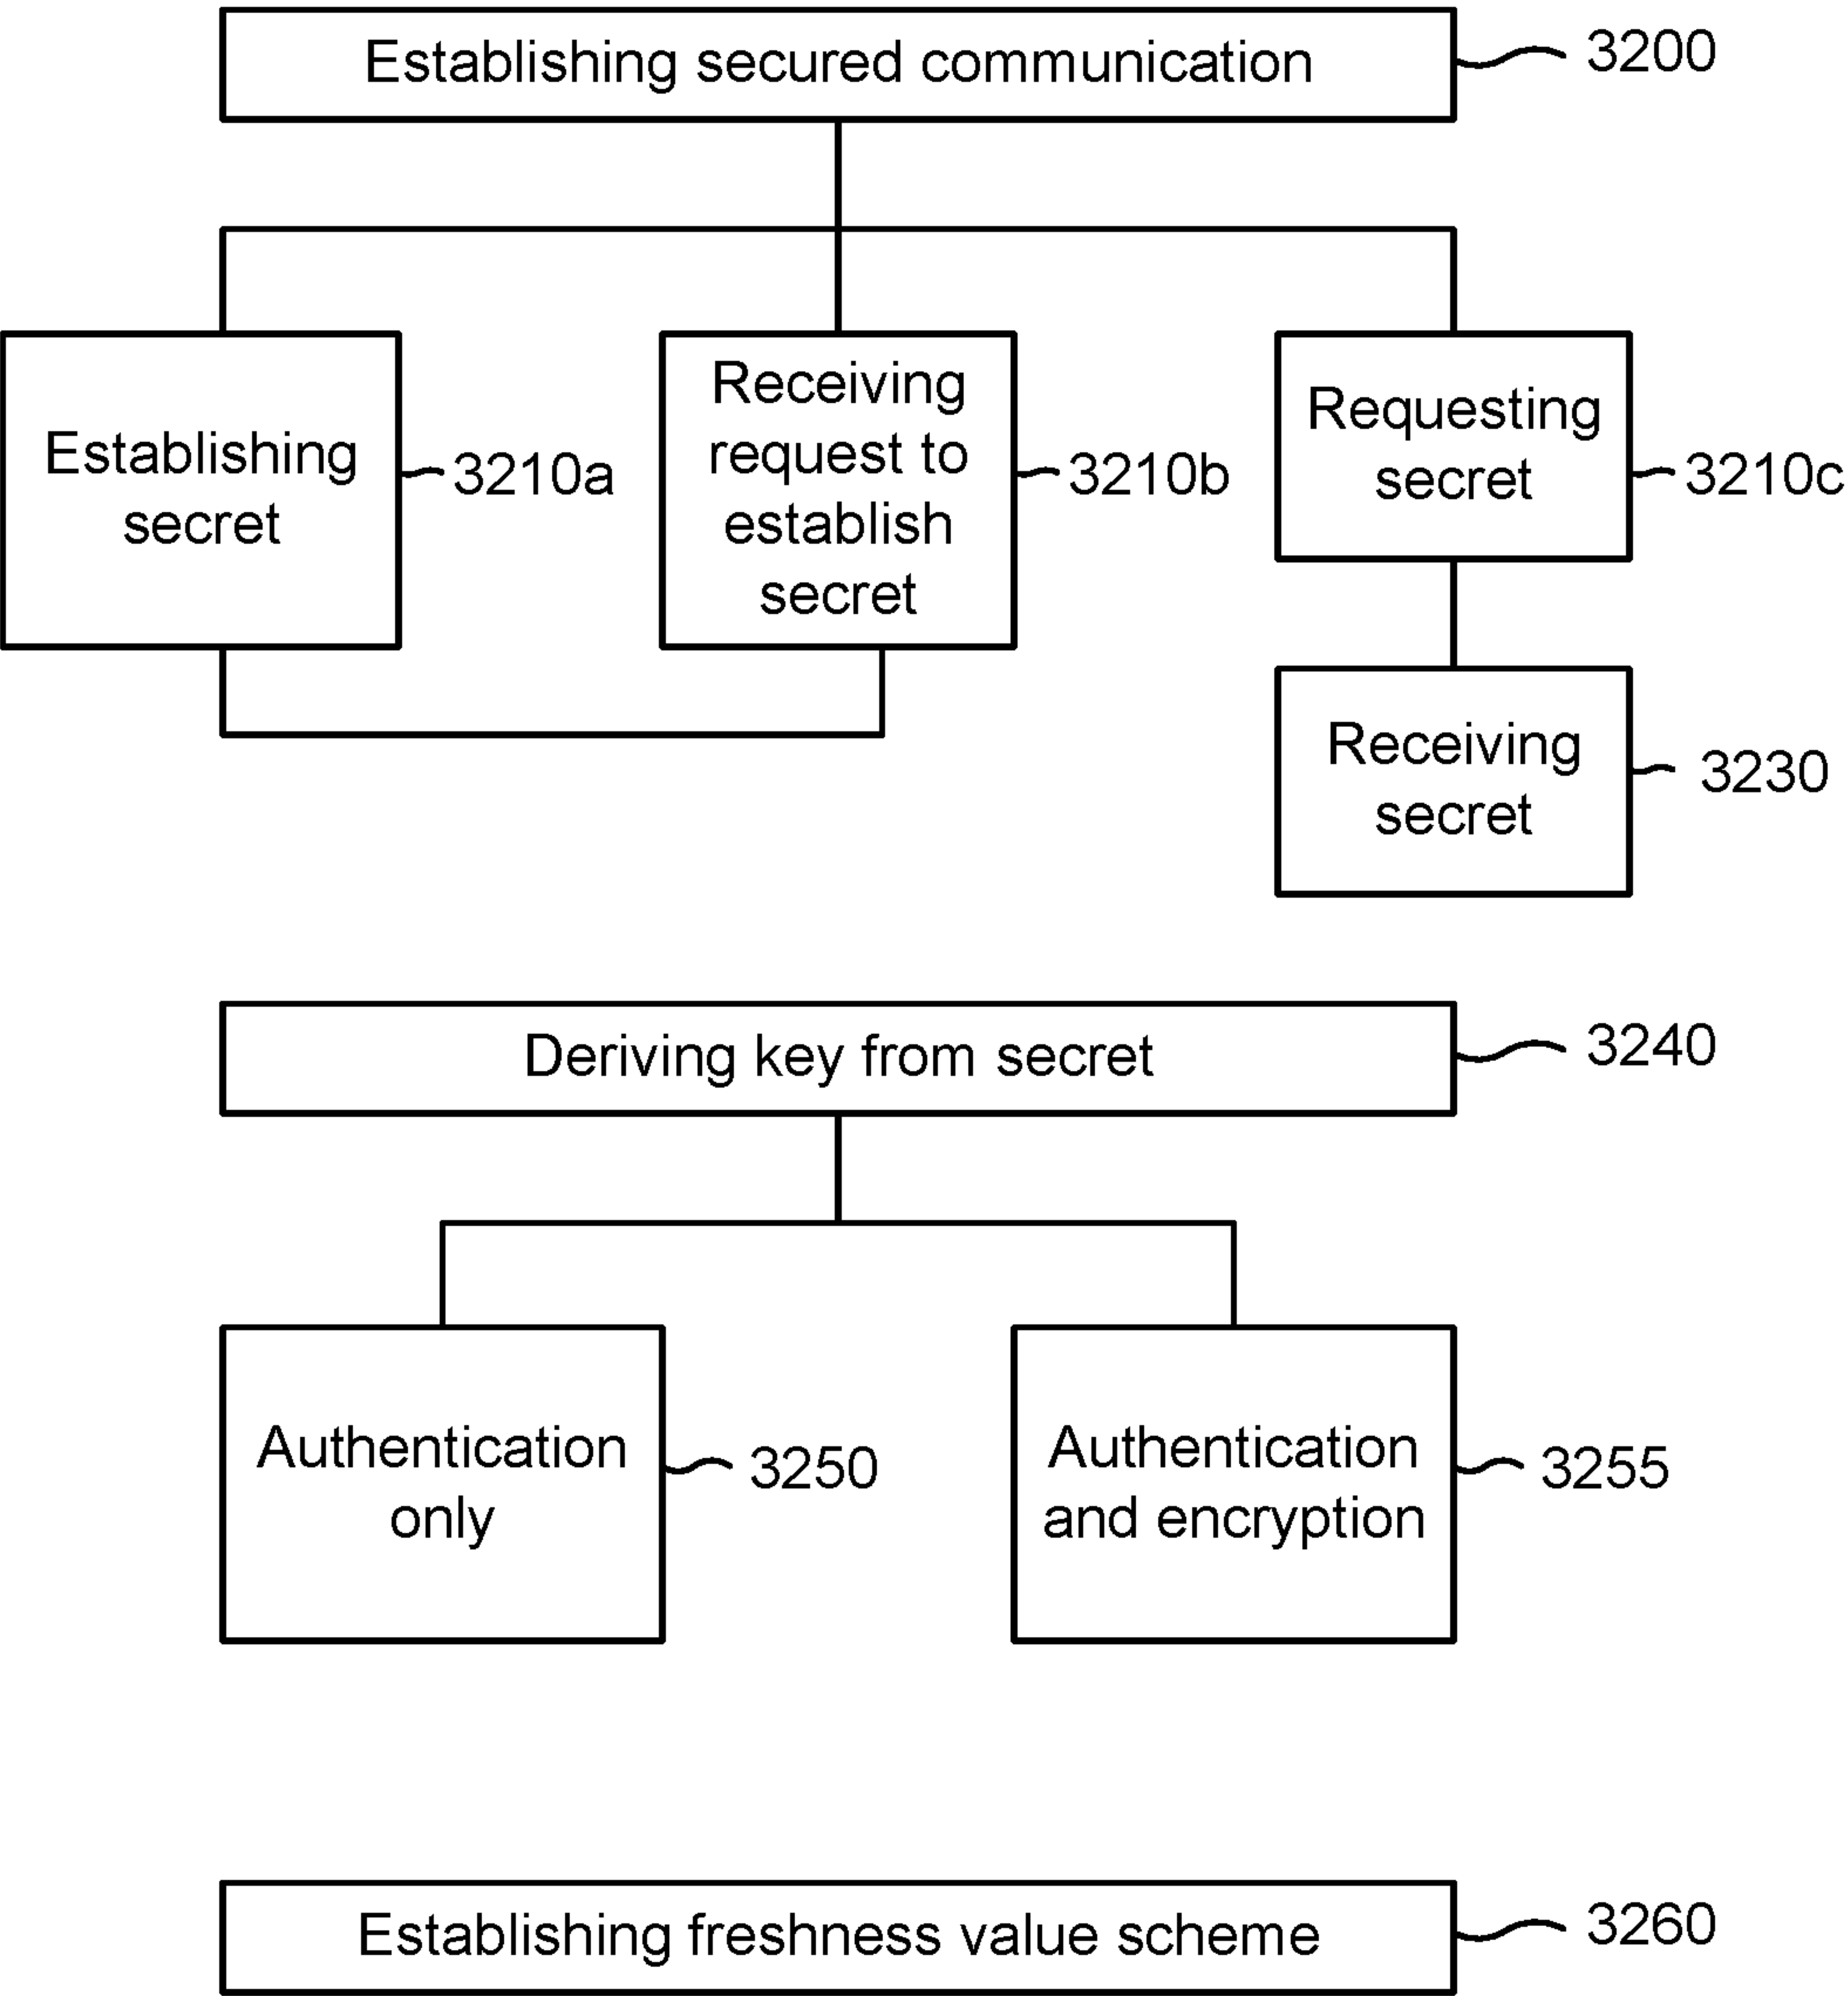 Establishing secured communication
3200
Establishing
secret
3210a
Receiving
request to
establish
secret
3210b
Requesting
secret
3210c
Receiving
secret
3230
Deriving key from secret
3240
Authentication
only
3250
Authentication
and encryption
3255
Establishing freshness value scheme
3260